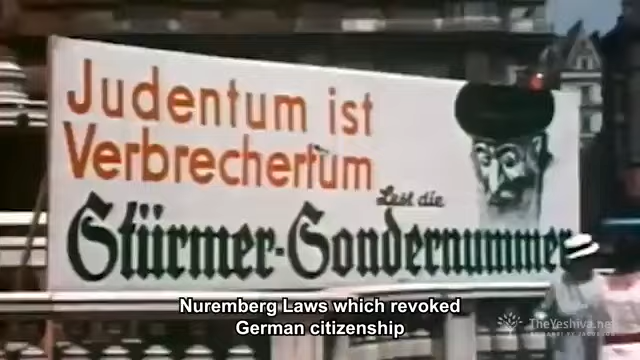 Judentum ist
Verbrechertum
Lest die
Stürmer-Sondernummer
Nuremberg Laws which revoked
German citizenship
TheYeshiva.net